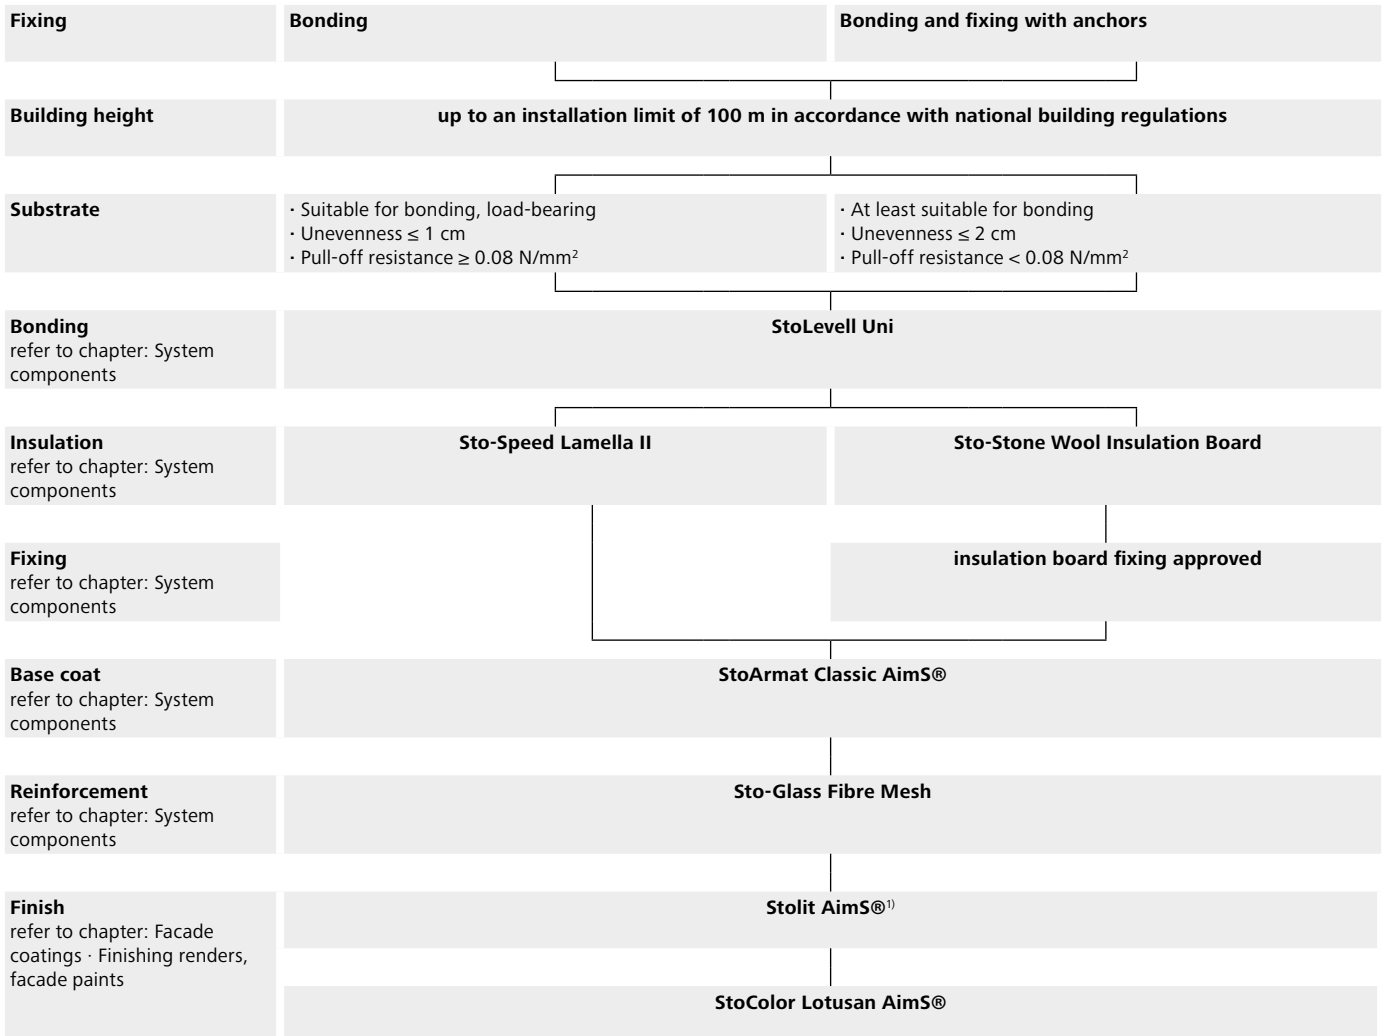 Fixing
Bonding
Bonding and fixing with anchors
Building height
up to an installation limit of 100 m in accordance with national building regulations
Substrate
· Suitable for bonding, load-bearing
· Unevenness ≤ 1 cm
· Pull-off resistance ≥ 0.08 N/mm²
· At least suitable for bonding
· Unevenness ≤ 2 cm
· Pull-off resistance < 0.08 N/mm²
Bonding
refer to chapter: System
components
StoLevell Uni
Insulation
refer to chapter: System
components
Sto-Speed Lamella II
Sto-Stone Wool Insulation Board
Fixing
refer to chapter: System
components
insulation board fixing approved
Base coat
refer to chapter: System
components
StoArmat Classic AimS®
Reinforcement
refer to chapter: System
components
Sto-Glass Fibre Mesh
Finish
refer to chapter: Facade
coatings · Finishing renders,
facade paints
Stolit AimS®¹⁾
StoColor Lotusan AimS®